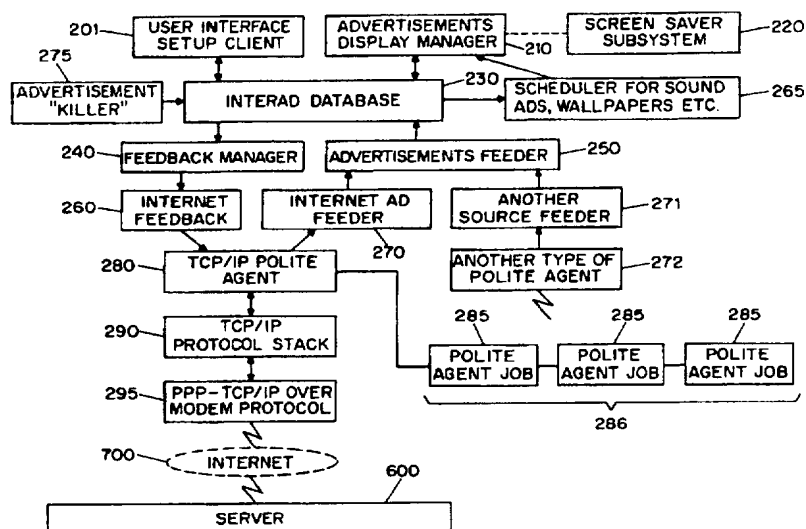 201
USER INTERFACE
SETUP CLIENT
ADVERTISEMENTS
DISPLAY MANAGER
210
SCREEN SAVER
SUBSYSTEM
220
275
ADVERTISEMENT
"KILLER"
INTERAD DATABASE
230
SCHEDULER FOR SOUND
ADS, WALLPAPERS ETC.
265
240
FEEDBACK MANAGER
ADVERTISEMENTS FEEDER
250
260
INTERNET
FEEDBACK
INTERNET AD
FEEDER
270
ANOTHER
SOURCE FEEDER
271
280
TCP/IP POLITE
AGENT
ANOTHER TYPE OF
POLITE AGENT
272
290
TCP/IP
PROTOCOL STACK
285
285
285
POLITE
AGENT JOB
POLITE
AGENT JOB
POLITE
AGENT JOB
286
295
PPP-TCP/IP OVER
MODEM PROTOCOL
700
INTERNET
600
SERVER